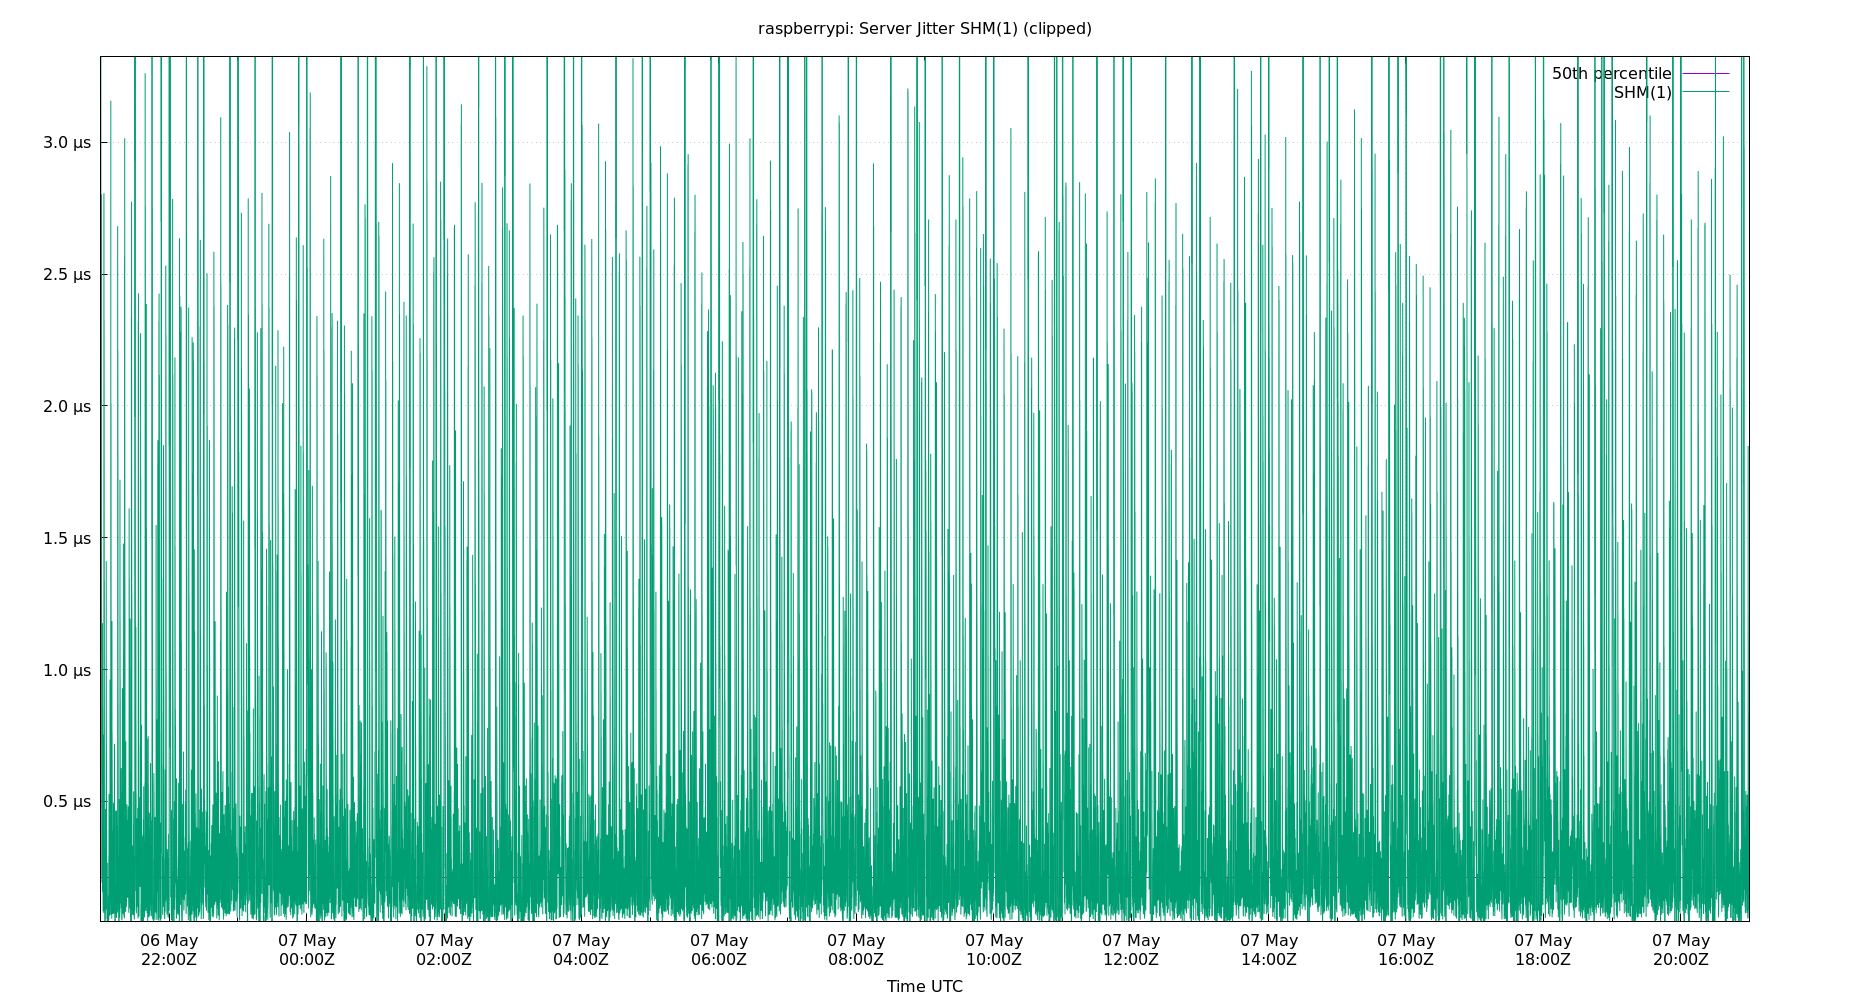 raspberrypi: Server Jitter SHM(1) (clipped)
50th percentile
SHM(1)
3.0 µs
2.5 µs
2.0 µs
1.5 µs
1.0 µs
0.5 µs
06 May 07 May 07 May 07 May 07 May 07 May 07 May 07 May 07 May 07 May 07 May 07 May
22:00Z 00:00Z 02:00Z 04:00Z 06:00Z 08:00Z 10:00Z 12:00Z 14:00Z 16:00Z 18:00Z 20:00Z
Time UTC